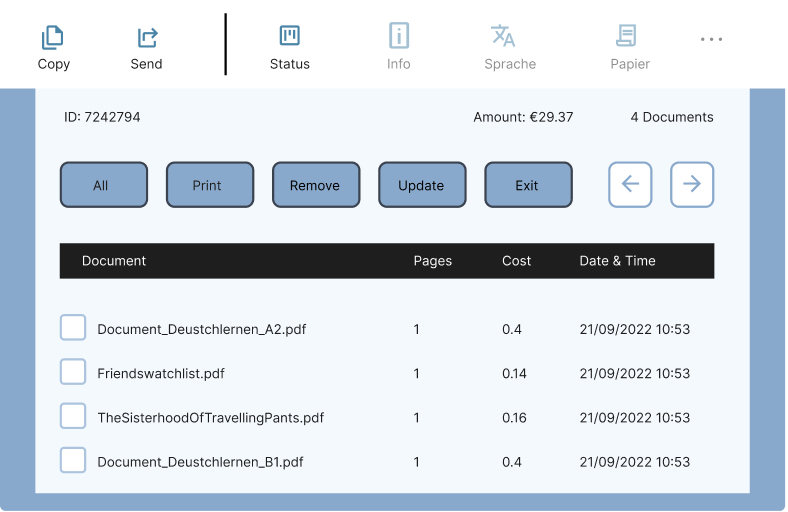 Copy Send Status Info Sprache Papier ...
ID: 7242794 Amount: €29.37 4 Documents
All Print Remove Update Exit
Document Pages Cost Date & Time
Document_Deustchlernen_A2.pdf 1 0.4 21/09/2022 10:53
Friendswatchlist.pdf 1 0.14 21/09/2022 10:53
TheSisterhoodOfTravellingPants.pdf 1 0.16 21/09/2022 10:53
Document_Deustchlernen_B1.pdf 1 0.4 21/09/2022 10:53